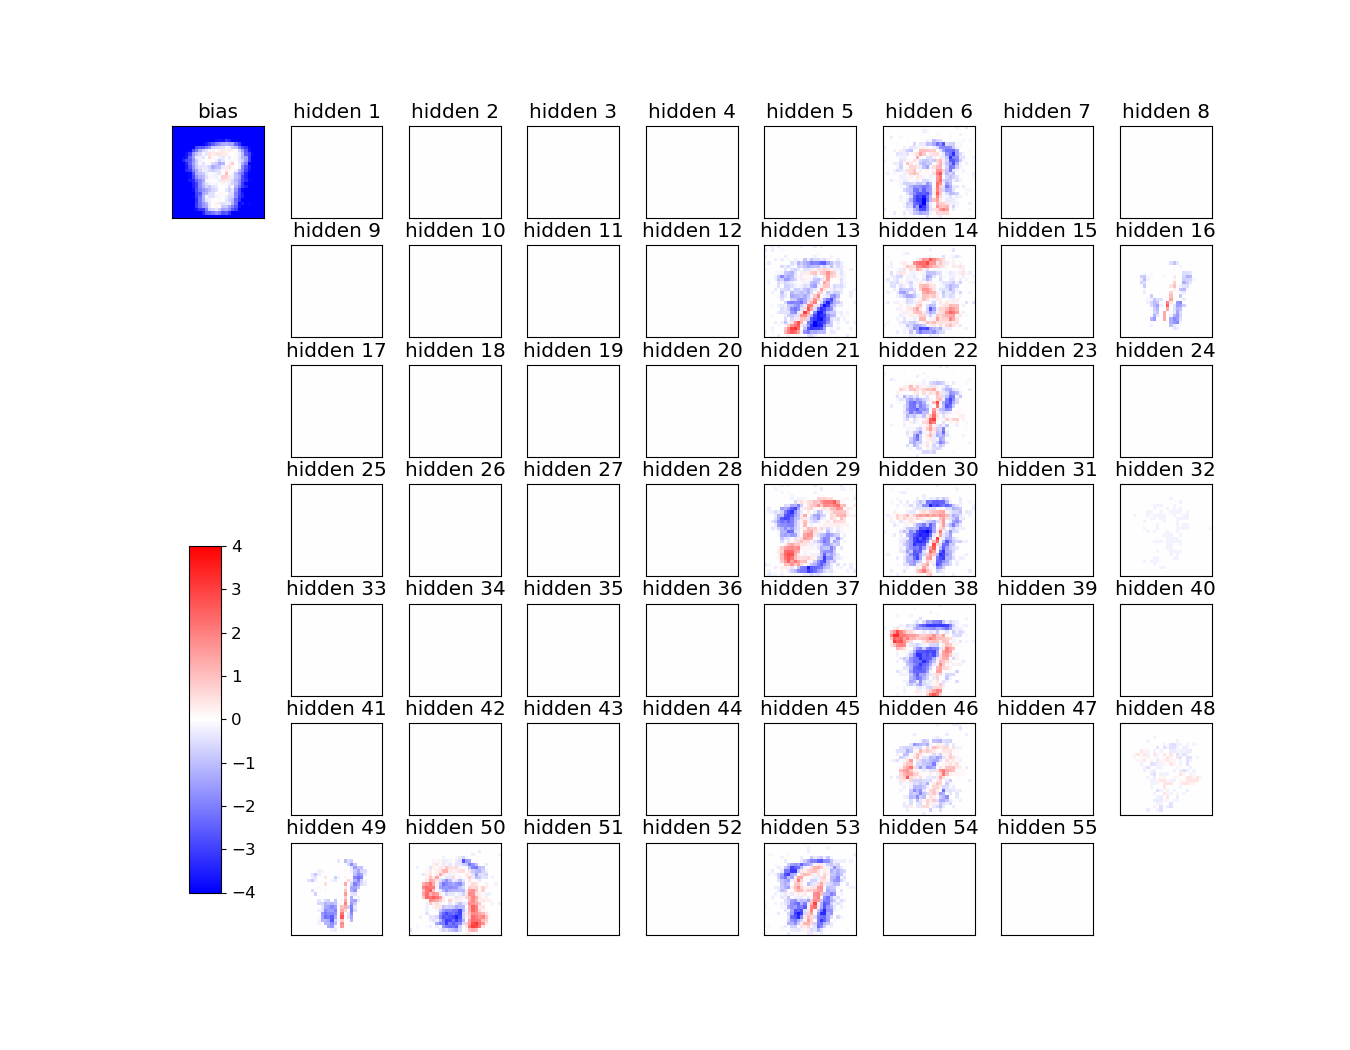 bias hidden 1 hidden 2 hidden 3 hidden 4 hidden 5 hidden 6 hidden 7 hidden 8
hidden 9 hidden 10 hidden 11 hidden 12 hidden 13 hidden 14 hidden 15 hidden 16
hidden 17 hidden 18 hidden 19 hidden 20 hidden 21 hidden 22 hidden 23 hidden 24
hidden 25 hidden 26 hidden 27 hidden 28 hidden 29 hidden 30 hidden 31 hidden 32
4
hidden 33 hidden 34 hidden 35 hidden 36 hidden 37 hidden 38 hidden 39 hidden 40
3
2
1
hidden 41 hidden 42 hidden 43 hidden 44 hidden 45 hidden 46 hidden 47 hidden 48
0
−1
−2
hidden 49 hidden 50 hidden 51 hidden 52 hidden 53 hidden 54 hidden 55
−3
−4